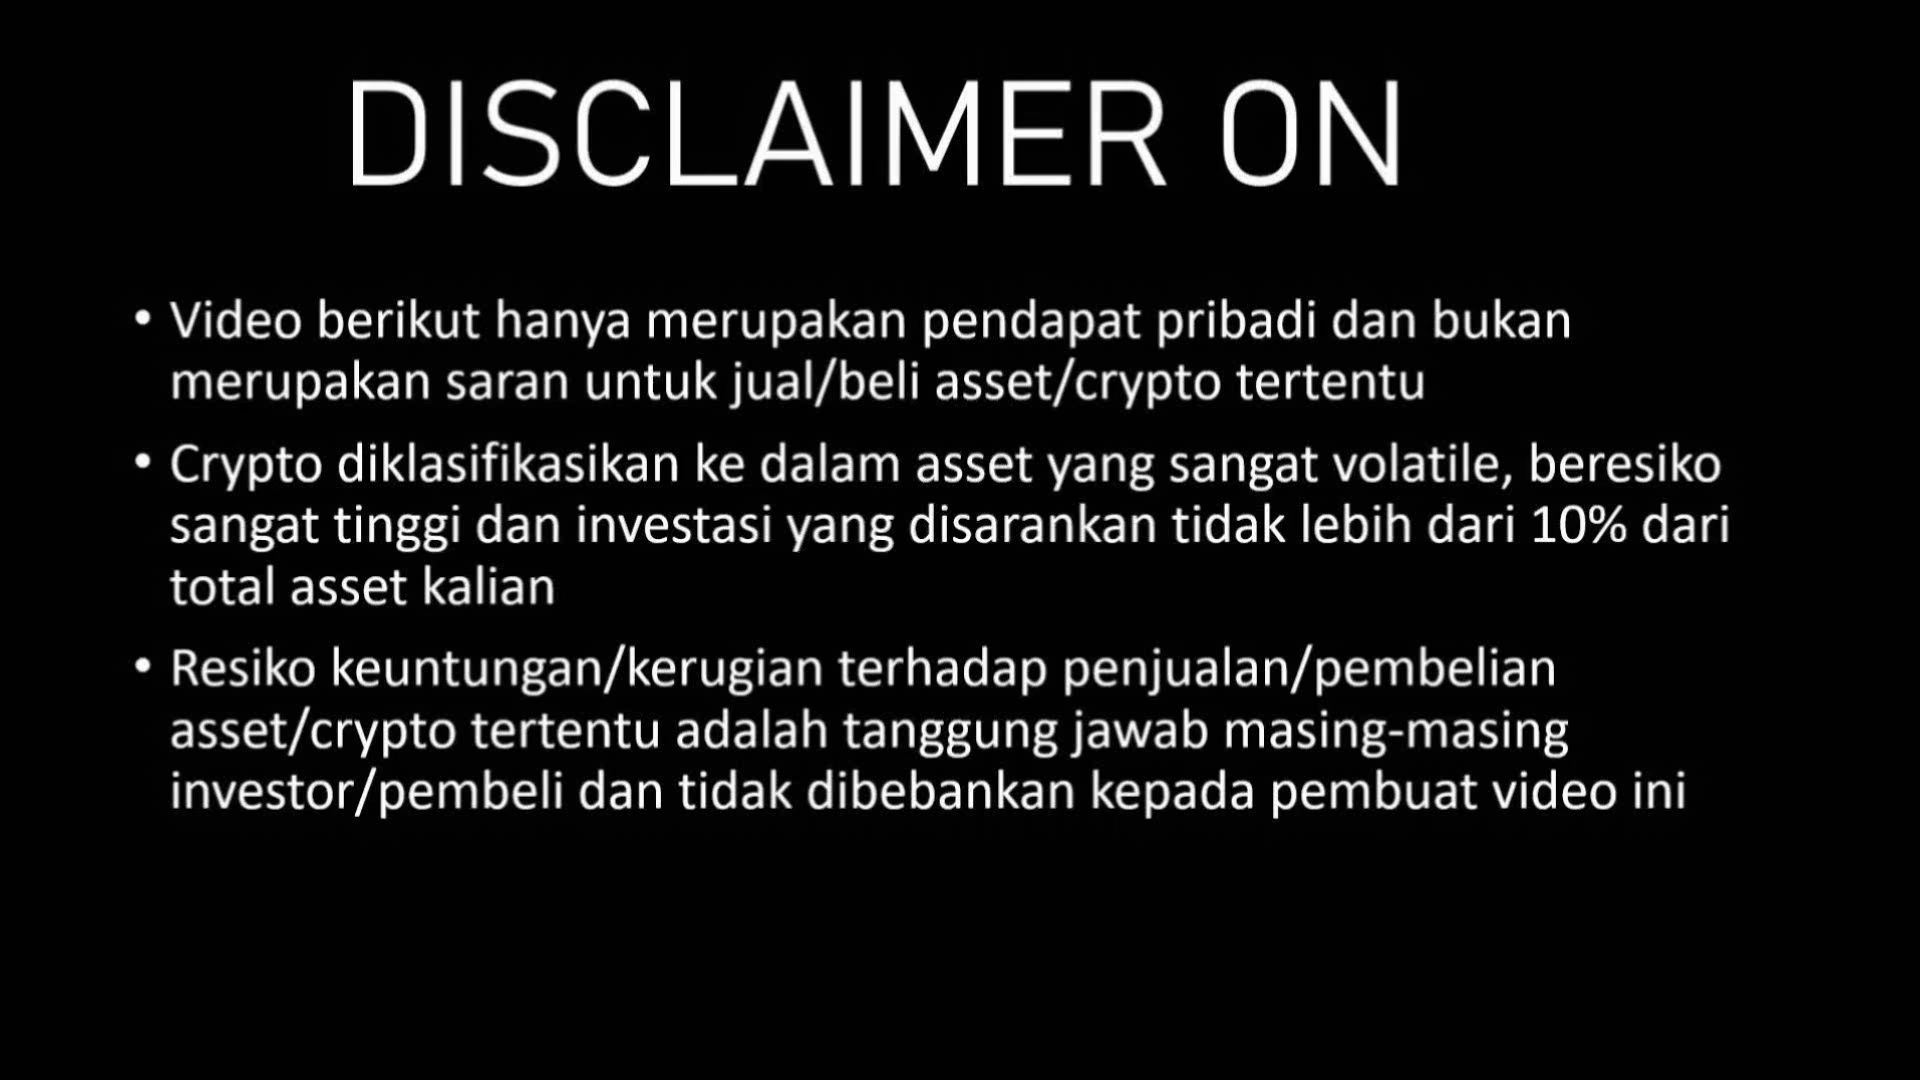 DISCLAIMER ON
• Video berikut hanya merupakan pendapat pribadi dan bukan
merupakan saran untuk jual/beli asset/crypto tertentu
• Crypto diklasifikasikan ke dalam asset yang sangat volatile, beresiko
sangat tinggi dan investasi yang disarankan tidak lebih dari 10% dari
total asset kalian
• Resiko keuntungan/kerugian terhadap penjualan/pembelian
asset/crypto tertentu adalah tanggung jawab masing-masing
investor/pembeli dan tidak dibebankan kepada pembuat video ini